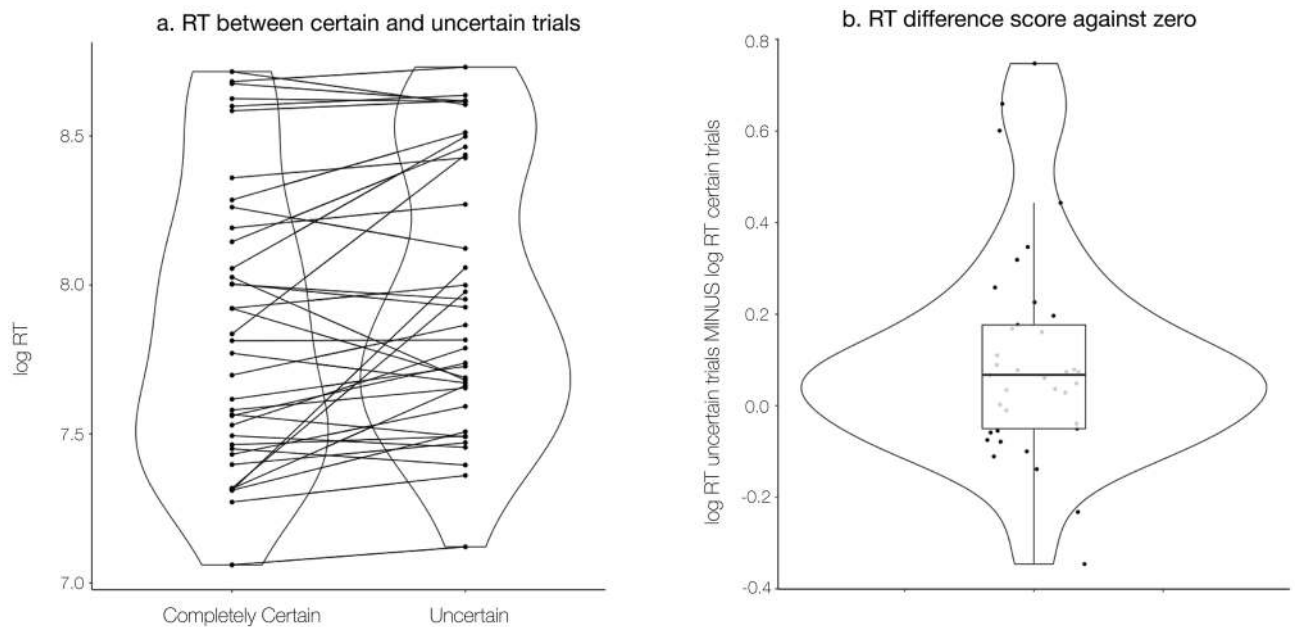 a. RT between certain and uncertain trials
log RT
8.5
8.0
7.5
7.0
Completely Certain
Uncertain
b. RT difference score against zero
log RT uncertain trials MINUS log RT certain trials
0.8
0.6
0.4
0.2
0.0
-0.2
-0.4